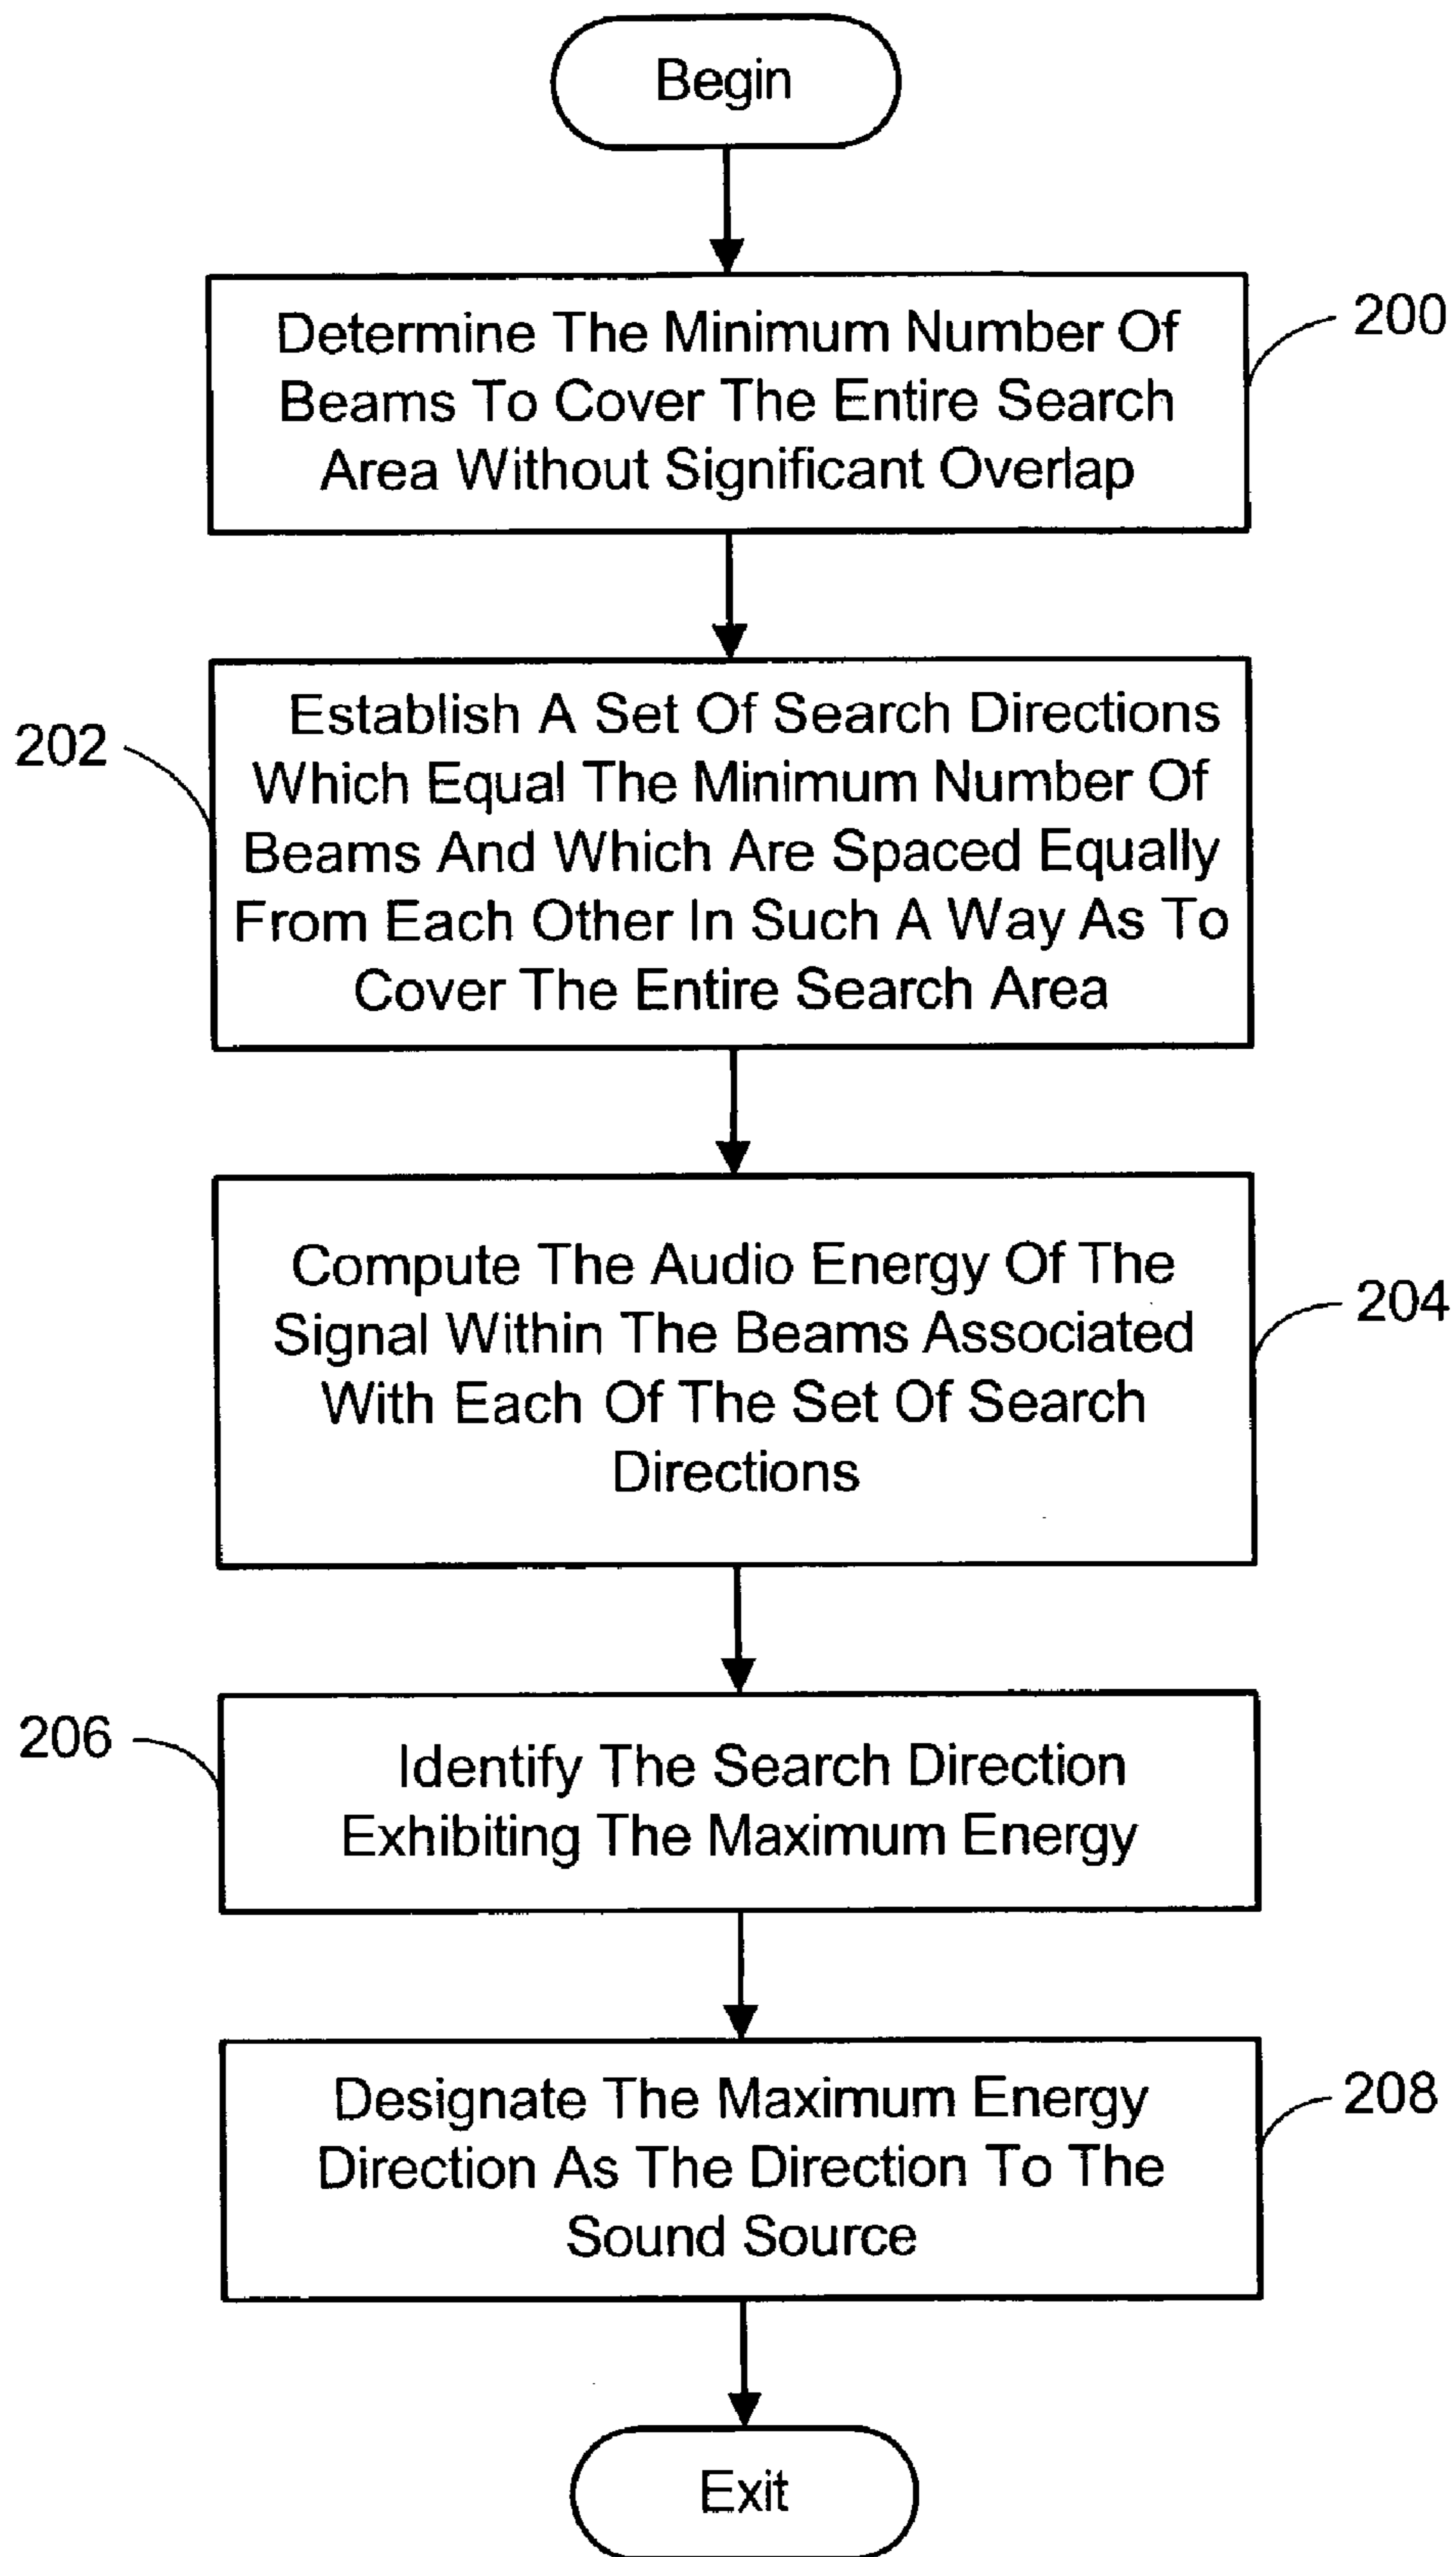 Begin
Determine The Minimum Number Of
Beams To Cover The Entire Search
Area Without Significant Overlap
200
Establish A Set Of Search Directions
Which Equal The Minimum Number Of
Beams And Which Are Spaced Equally
From Each Other In Such A Way As To
Cover The Entire Search Area
202
Compute The Audio Energy Of The
Signal Within The Beams Associated
With Each Of The Set Of Search
Directions
204
Identify The Search Direction
Exhibiting The Maximum Energy
206
Designate The Maximum Energy
Direction As The Direction To The
Sound Source
208
Exit